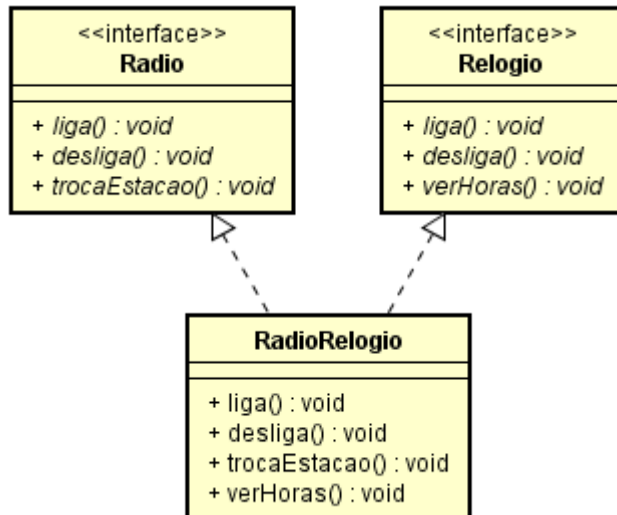 <<interface>>
Radio
+ liga() : void
+ desliga() : void
+ trocaEstacao() : void
<<interface>>
Relogio
+ liga() : void
+ desliga() : void
+ verHoras() : void
RadioRelogio
+ liga() : void
+ desliga() : void
+ trocaEstacao() : void
+ verHoras() : void